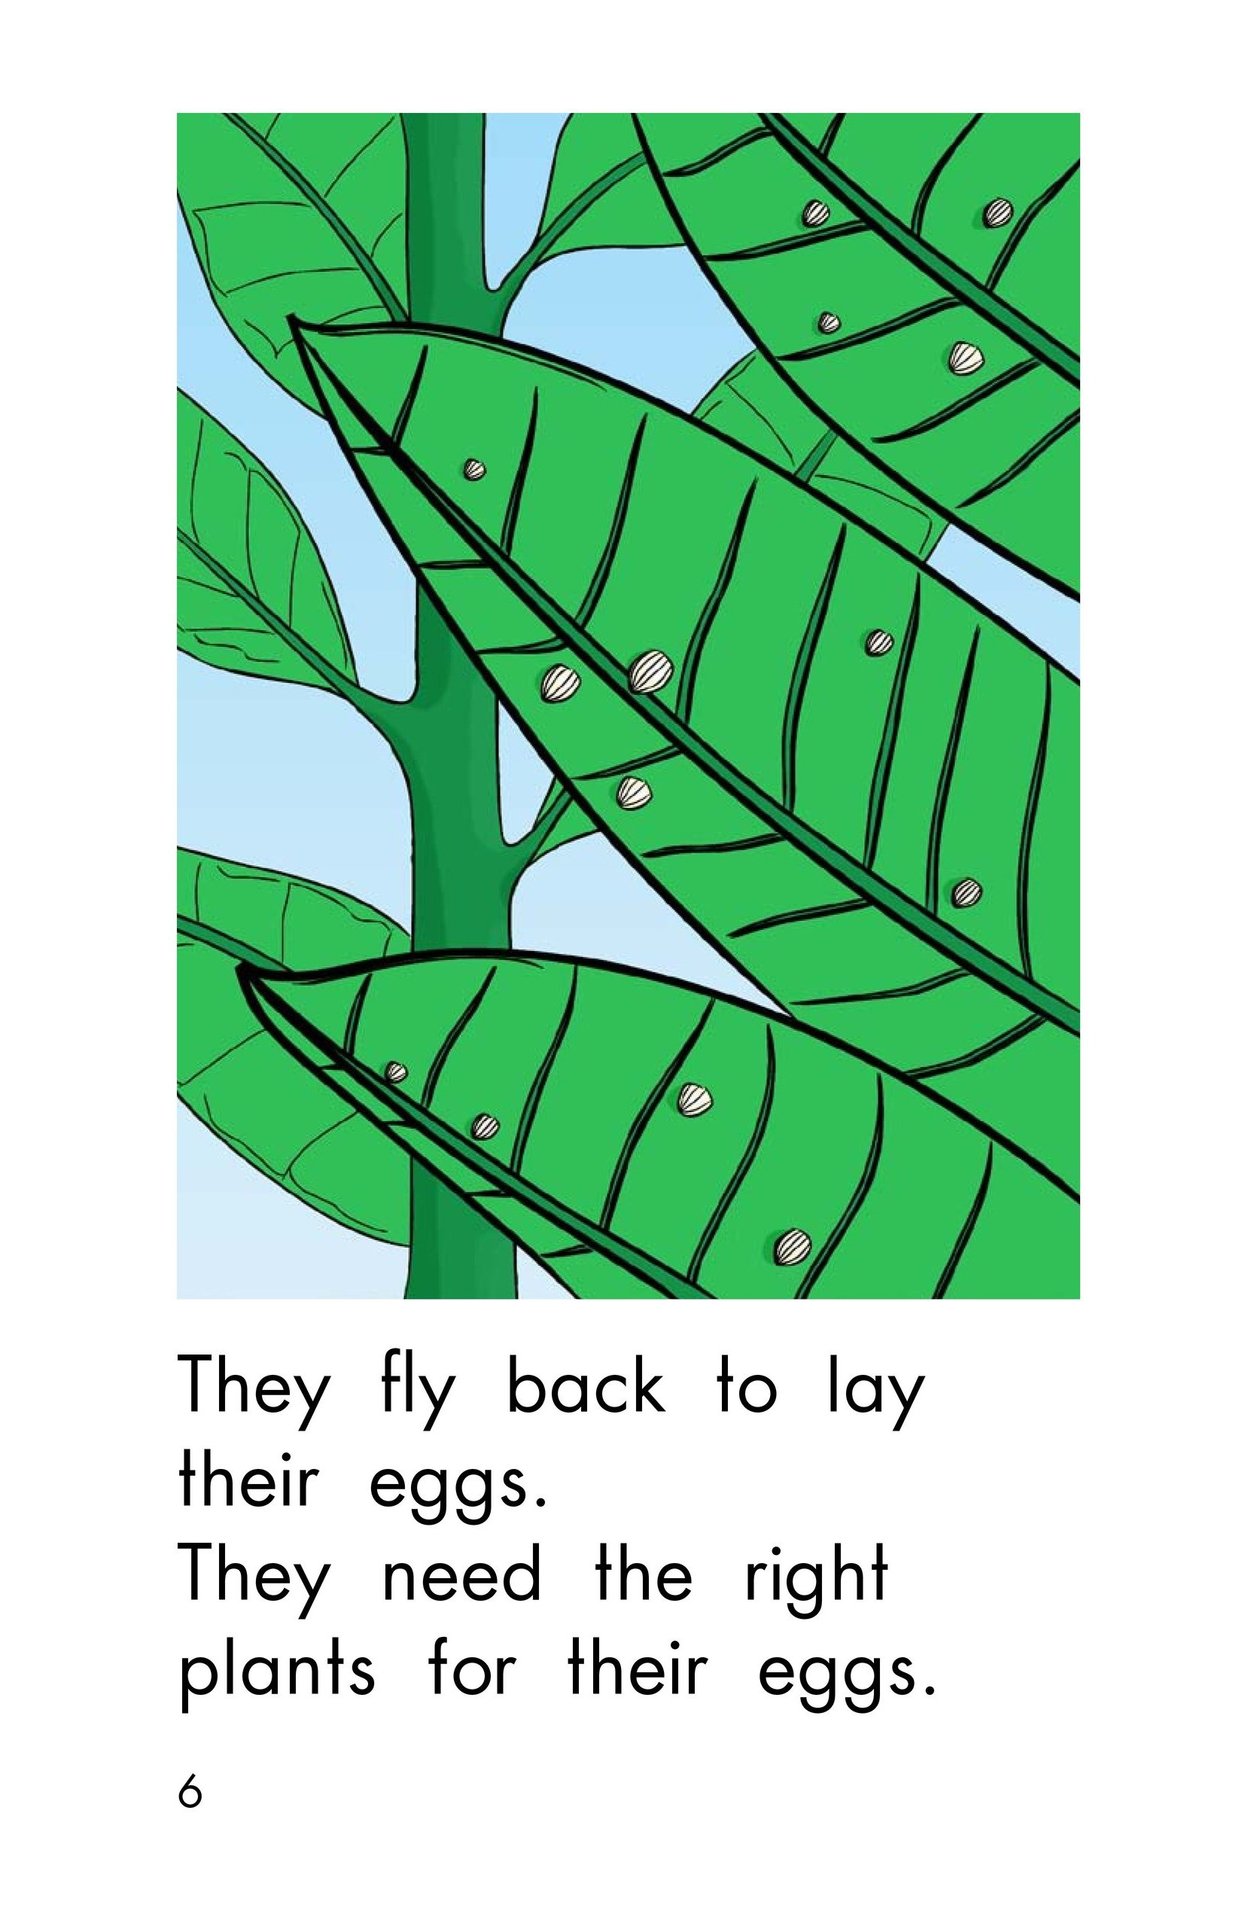 They fly back to lay
their eggs.
They need the right
plants for their eggs.
6